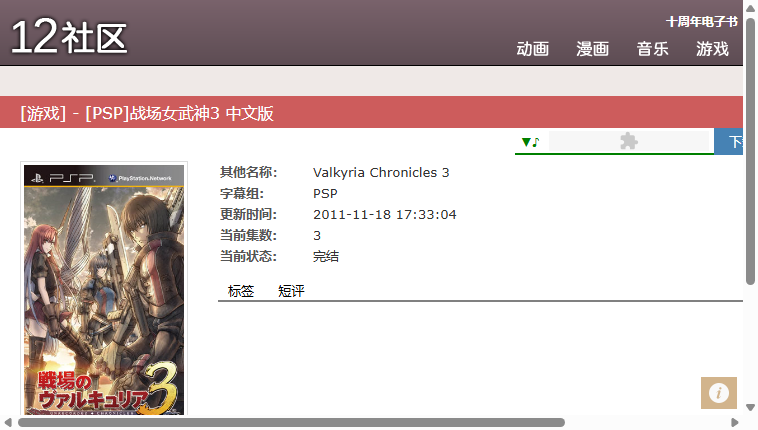 12社区
十周年电子书
动画 漫画 音乐 游戏
[游戏] - [PSP]战场女武神3 中文版
▼♪
下
PSP PlayStation Network
其他名称: Valkyria Chronicles 3
字幕组: PSP
更新时间: 2011-11-18 17:33:04
当前集数: 3
当前状态: 完结
标签 短评
戦場の
ヴァルキュリア3
i